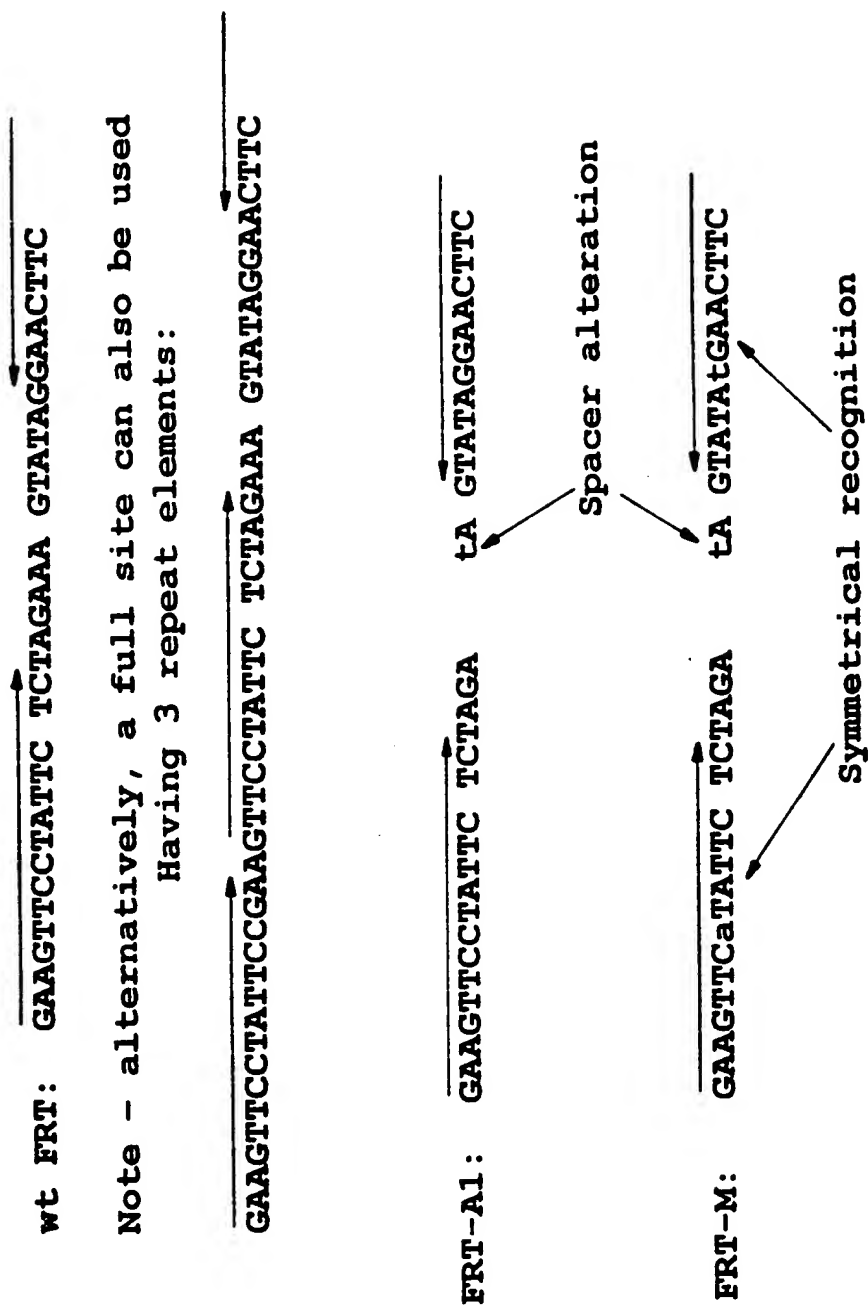 wt FRT: GAAGTTCCTATTC TCTAGAAA GTATAGGAACTTC
Note - alternatively, a full site can also be used
Having 3 repeat elements:
GAAGTTCCTATTCCGAAGTTCCTATTC TCTAGAAA GTATAGGAACTTC
FRT-A1: GAAGTTCCTATTC TCTAGA tA GTATAGGAACTTC
Spacer alteration
FRT-M: GAAGTTCaTATTC TCTAGA tA GTATAtGAACTTC
Symmetrical recognition